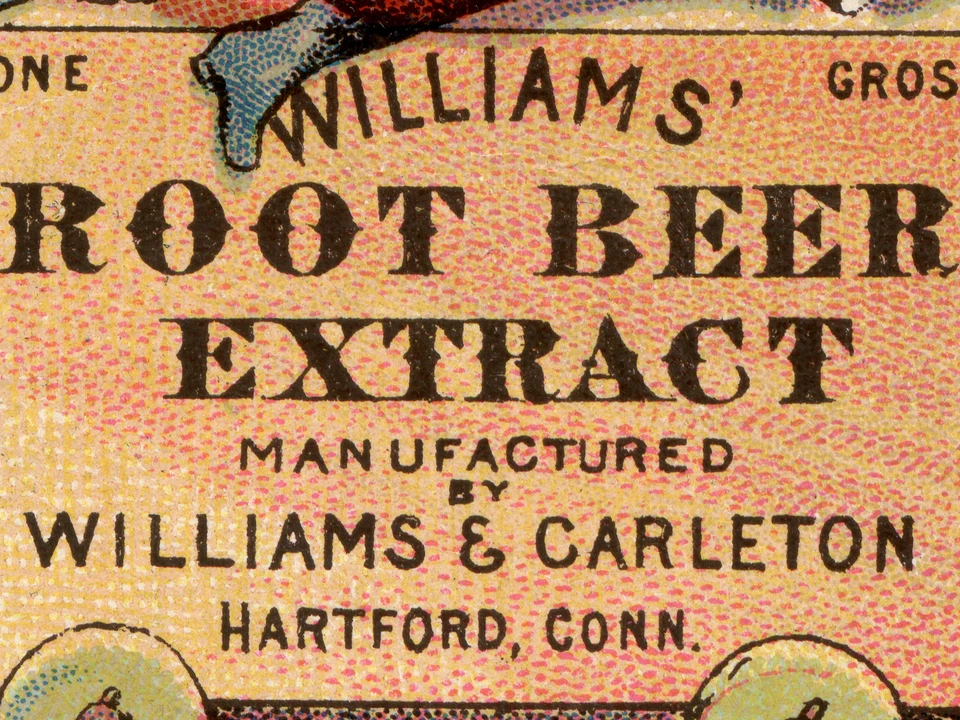 ONE GROS
WILLIAMS'
ROOT BEER
EXTRACT
MANUFACTURED
BY
WILLIAMS & CARLETON
HARTFORD, CONN.